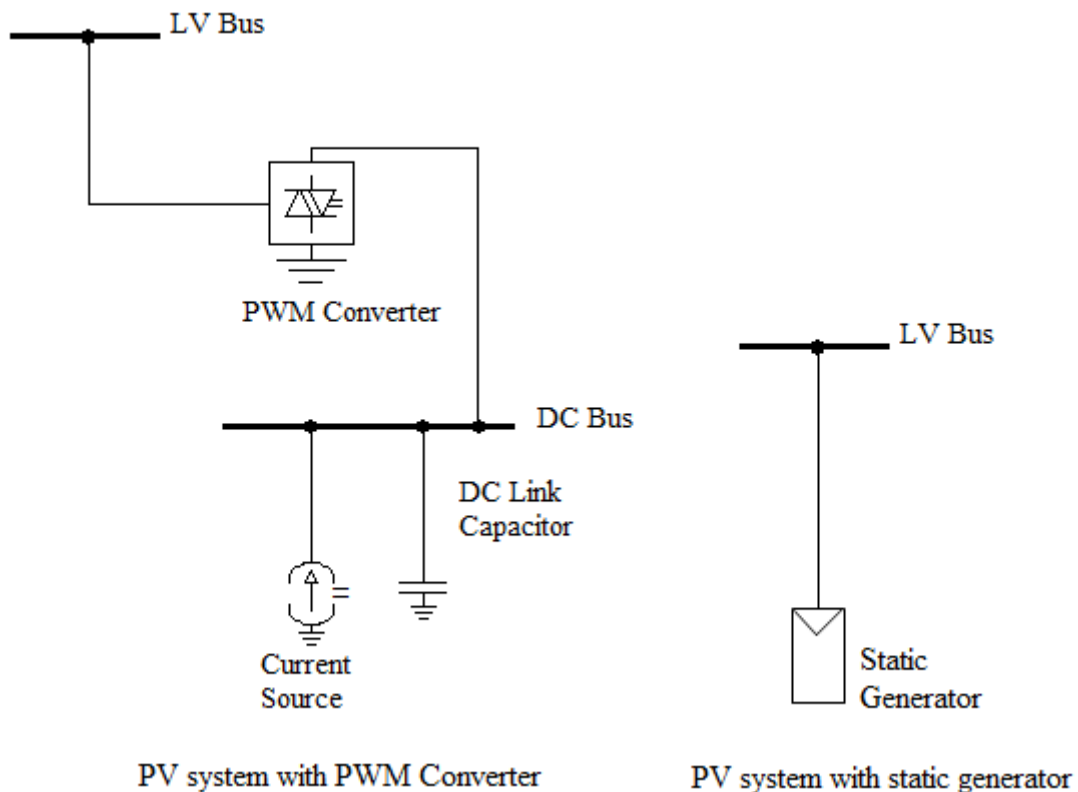 LV Bus
PWM Converter
LV Bus
DC Bus
DC Link
Capacitor
Current
Source
Static
Generator
PV system with PWM Converter
PV system with static generator